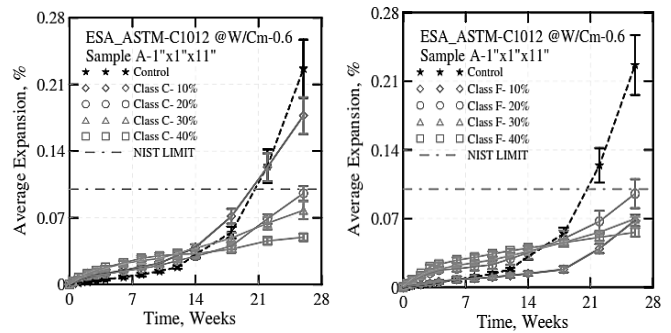 0.28
ESA_ASTM-C1012 @W/Cm-0.6
Sample A-1"x1"x11"
Control
Class C- 10%
Class C- 20%
Class C- 30%
Class C- 40%
NIST LIMIT
0.21
0.14
0.07
0
Average Expansion, %
0
7
14
21
28
Time, Weeks
0.28
ESA_ASTM-C1012 @W/Cm-0.6
Sample A-1"x1"x11"
Control
Class F- 10%
Class F- 20%
Class F- 30%
Class F- 40%
NIST LIMIT
0.21
0.14
0.07
0
Average Expansion, %
0
7
14
21
28
Time, Weeks